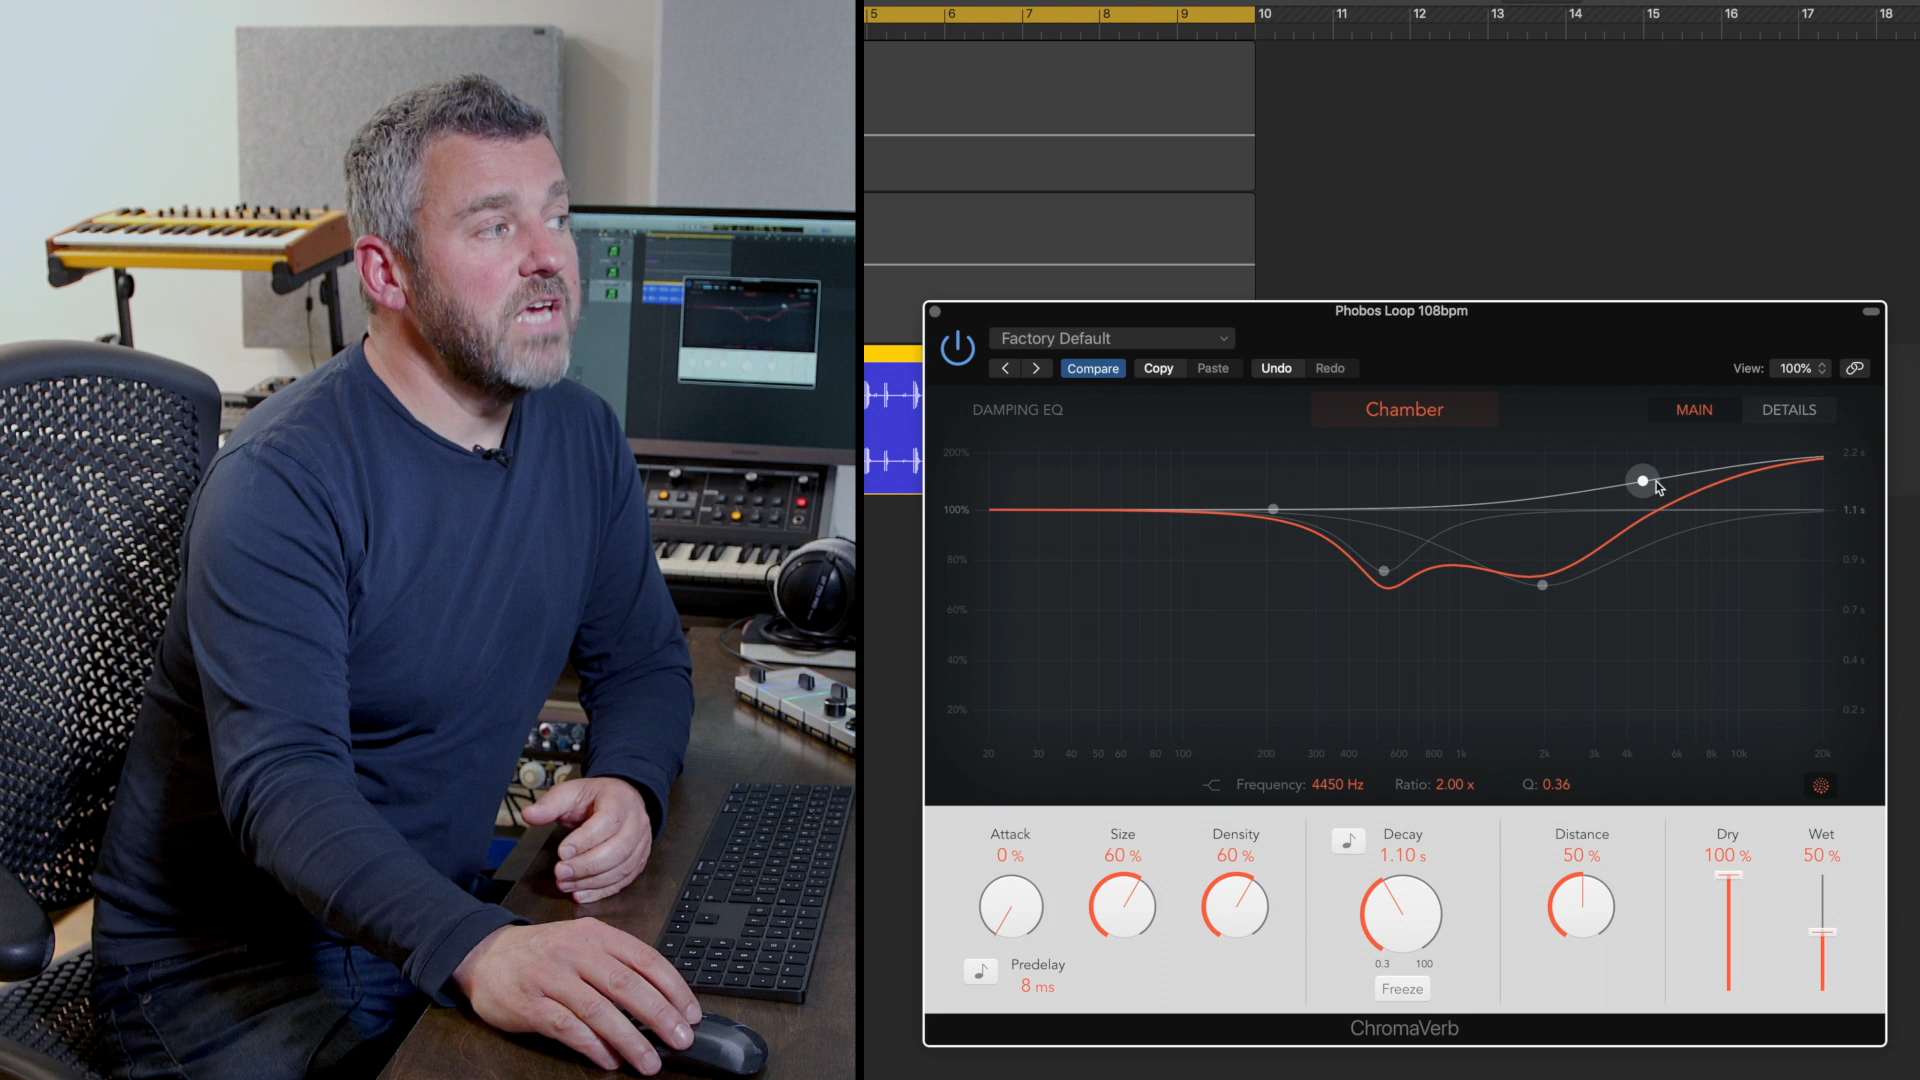 5 6 7 8 9 10 11 12 13 14 15 16 17 18
Phobos Loop 108bpm
Factory Default
Compare Copy Paste Undo Redo View: 100%
DAMPING EQ Chamber MAIN DETAILS
200% 2.2 s
100% 1.1 s
80% 0.9 s
60% 0.7 s
40% 0.4 s
20% 0.2 s
20 30 40 50 60 80 100 200 300 400 600 800 1k 2k 3k 4k 6k 8k 10k 20k
Frequency: 4450 Hz Ratio: 2.00 x Q: 0.36
Attack Size Density Decay Distance Dry Wet
0 % 60 % 60 % 1.10 s 50 % 100 % 50 %
0.3 100
Predelay
8 ms
Freeze
ChromaVerb